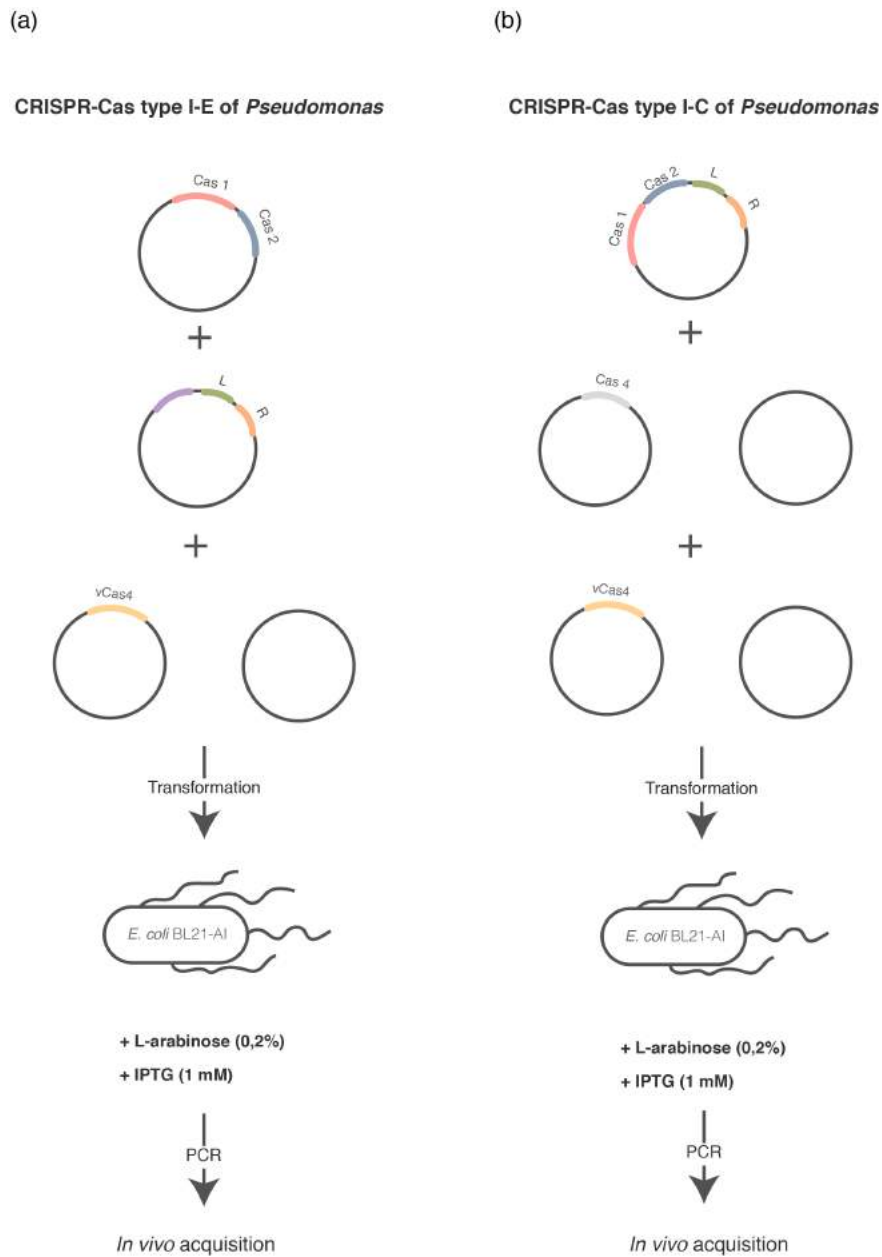 (a)
CRISPR-Cas type I-E of Pseudomonas
Cas 1
Cas 2
+
L
R
+
vCas4
Transformation
E. coli BL21-AI
+ L-arabinose (0,2%)
+ IPTG (1 mM)
PCR
In vivo acquisition
(b)
CRISPR-Cas type I-C of Pseudomonas
Cas 1
Cas 2
L
R
+
Cas 4
+
vCas4
Transformation
E. coli BL21-AI
+ L-arabinose (0,2%)
+ IPTG (1 mM)
PCR
In vivo acquisition